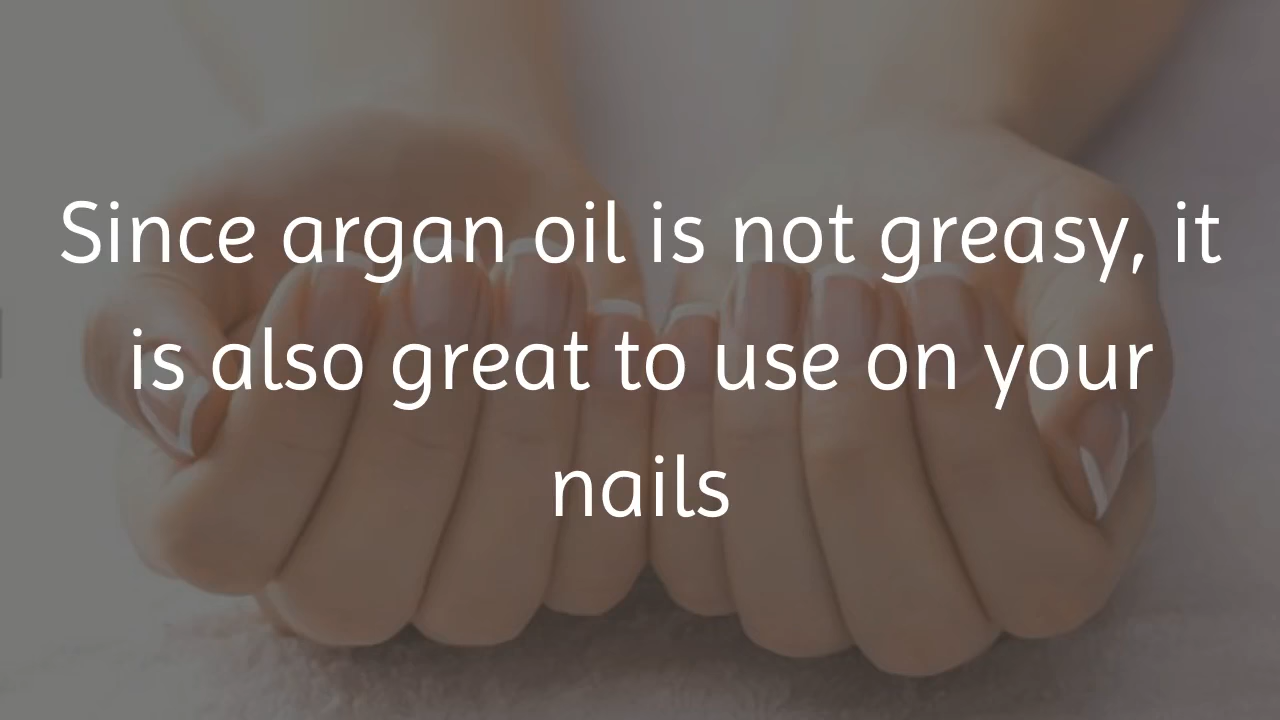 Since argan oil is not greasy, it
is also great to use on your
nails